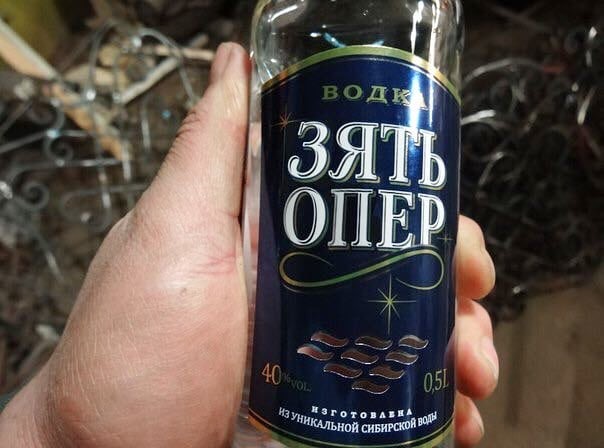 ВОДКА
ЗЯТЬ
ОПЕР
40%VOL.
0,5L
ИЗГОТОВЛЕНА
ИЗ УНИКАЛЬНОЙ СИБИРСКОЙ ВОДЫ